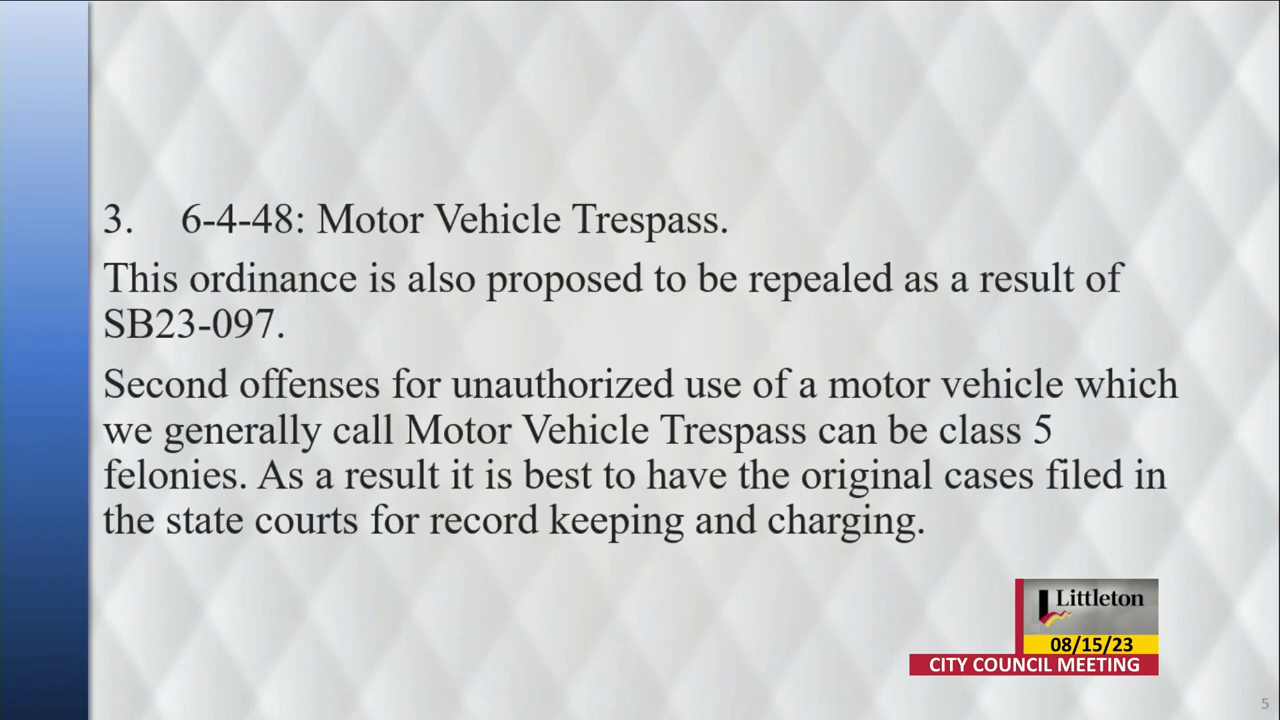 3. 6-4-48: Motor Vehicle Trespass.
This ordinance is also proposed to be repealed as a result of
SB23-097.
Second offenses for unauthorized use of a motor vehicle which
we generally call Motor Vehicle Trespass can be class 5
felonies. As a result it is best to have the original cases filed in
the state courts for record keeping and charging.
Littleton
08/15/23
CITY COUNCIL MEETING
5